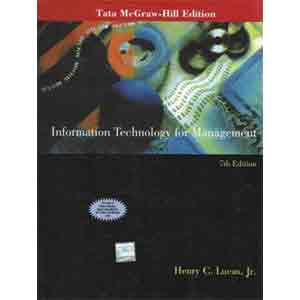 Tata McGraw-Hill Edition
Information Technology for Management
7th Edition
Henry C. Lucas, Jr.